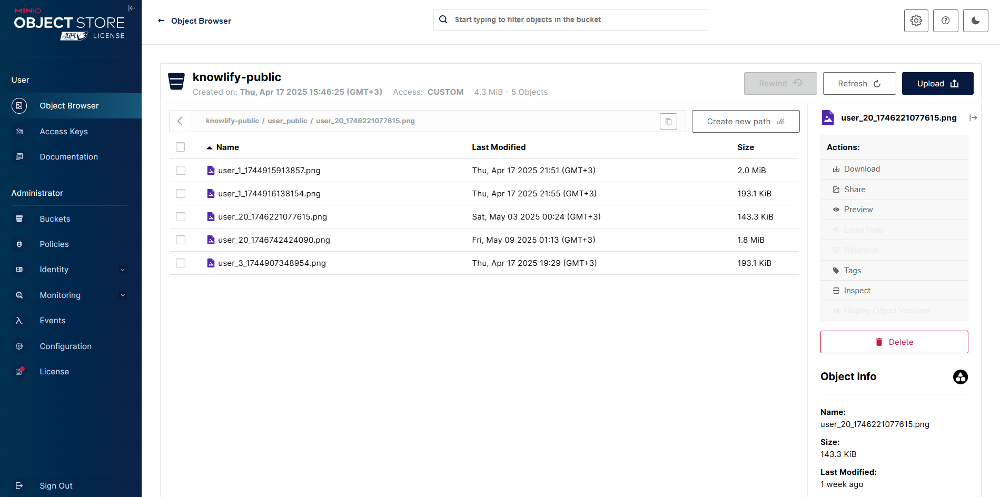 MINIO
OBJECT STORE
AGPL LICENSE
User
Object Browser
Access Keys
Documentation
Administrator
Buckets
Policies
Identity
Monitoring
Events
Configuration
License
Sign Out
Object Browser
Start typing to filter objects in the bucket
knowlify-public
Created on: Thu, Apr 17 2025 15:46:25 (GMT+3) Access: CUSTOM 4.3 MiB - 5 Objects
Rewind
Refresh
Upload
knowlify-public / user_public / user_20_1746221077615.png
Create new path
Name Last Modified Size
user_1_1744915913857.png Thu, Apr 17 2025 21:51 (GMT+3) 2.0 MiB
user_1_1744916138154.png Thu, Apr 17 2025 21:55 (GMT+3) 193.1 KiB
user_20_1746221077615.png Sat, May 03 2025 00:24 (GMT+3) 143.3 KiB
user_20_1746742424090.png Fri, May 09 2025 01:13 (GMT+3) 1.8 MiB
user_3_1744907348954.png Thu, Apr 17 2025 19:29 (GMT+3) 193.1 KiB
user_20_1746221077615.png
Actions:
Download
Share
Preview
Legal Hold
Retention
Tags
Inspect
Display Object Versions
Delete
Object Info
Name:
user_20_1746221077615.png
Size:
143.3 KiB
Last Modified:
1 week ago